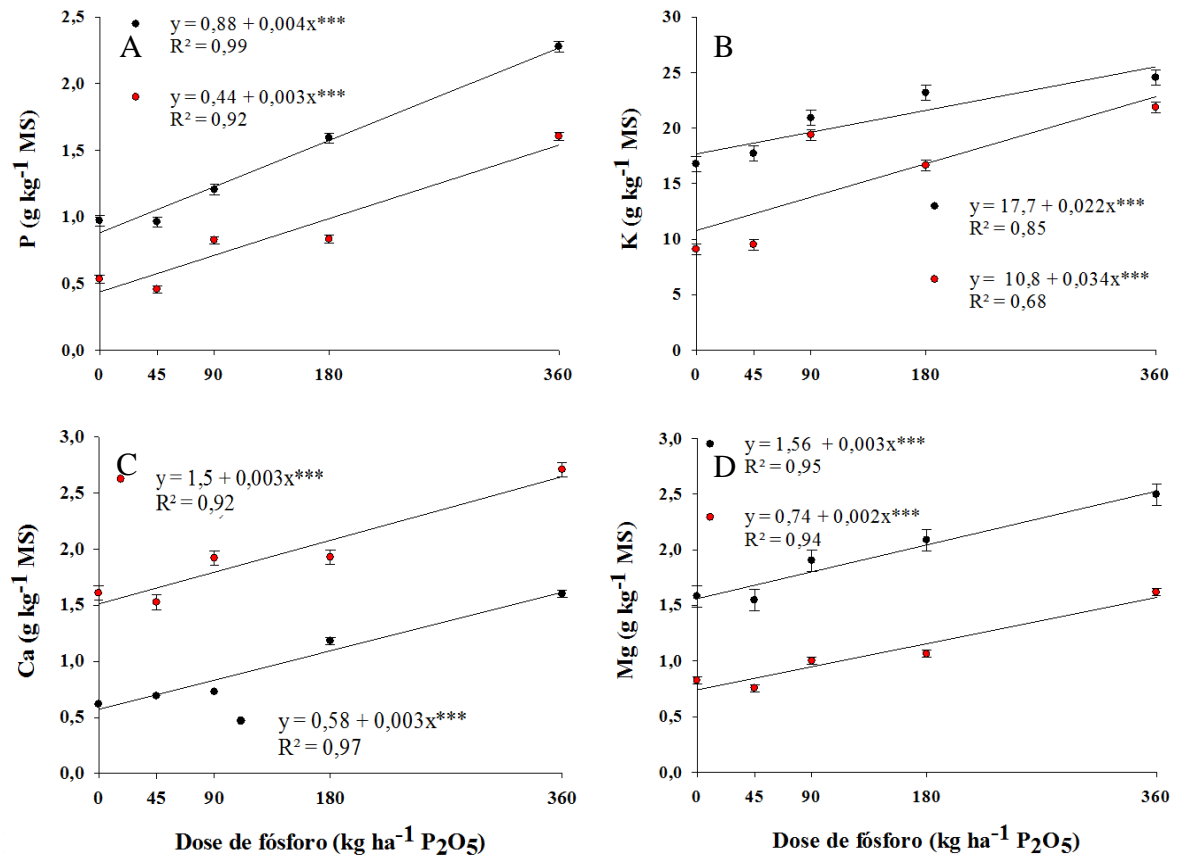 A
y = 0,88 + 0,004x***
R² = 0,99
y = 0,44 + 0,003x***
R² = 0,92
P (g kg⁻¹ MS)
2,5
2,0
1,5
1,0
0,5
0,0
0 45 90 180 360
B
K (g kg⁻¹ MS)
30
25
20
15
10
5
0
y = 17,7 + 0,022x***
R² = 0,85
y = 10,8 + 0,034x***
R² = 0,68
0 45 90 180 360
C
y = 1,5 + 0,003x***
R² = 0,92
Ca (g kg⁻¹ MS)
3,0
2,5
2,0
1,5
1,0
0,5
0,0
y = 0,58 + 0,003x***
R² = 0,97
0 45 90 180 360
Dose de fósforo (kg ha⁻¹ P₂O₅)
D
y = 1,56 + 0,003x***
R² = 0,95
y = 0,74 + 0,002x***
R² = 0,94
Mg (g kg⁻¹ MS)
3,0
2,5
2,0
1,5
1,0
0,5
0,0
0 45 90 180 360
Dose de fósforo (kg ha⁻¹ P₂O₅)